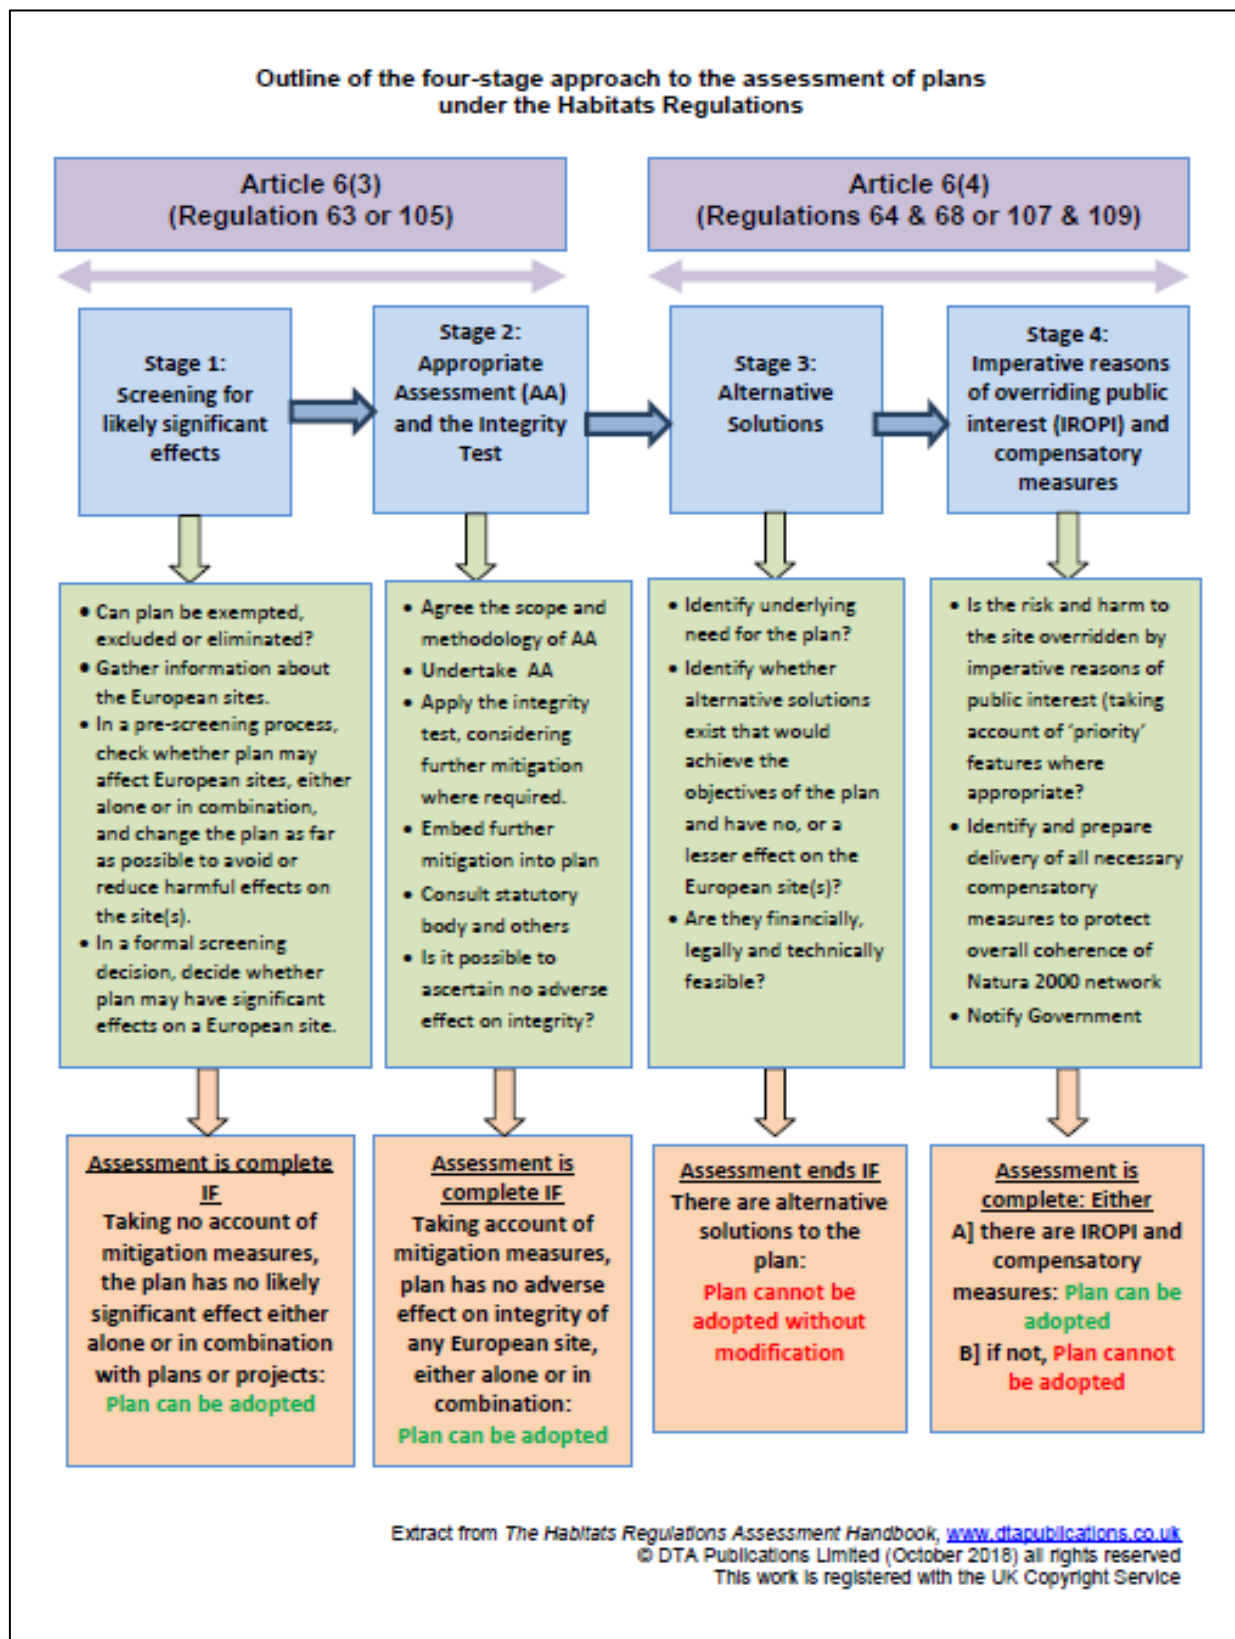 Outline of the four-stage approach to the assessment of plans
under the Habitats Regulations
Article 6(3)
(Regulation 63 or 105)
Article 6(4)
(Regulations 64 & 68 or 107 & 109)
Stage 1:
Screening for
likely significant
effects
Stage 2:
Appropriate
Assessment (AA)
and the Integrity
Test
Stage 3:
Alternative
Solutions
Stage 4:
Imperative reasons
of overriding public
interest (IROPI) and
compensatory
measures
• Can plan be exempted,
excluded or eliminated?
• Gather information about
the European sites.
• In a pre-screening process,
check whether plan may
affect European sites, either
alone or in combination,
and change the plan as far
as possible to avoid or
reduce harmful effects on
the site(s).
• In a formal screening
decision, decide whether
plan may have significant
effects on a European site.
• Agree the scope and
methodology of AA
• Undertake AA
• Apply the integrity
test, considering
further mitigation
where required.
• Embed further
mitigation into plan
• Consult statutory
body and others
• Is it possible to
ascertain no adverse
effect on integrity?
• Identify underlying
need for the plan?
• Identify whether
alternative solutions
exist that would
achieve the
objectives of the plan
and have no, or a
lesser effect on the
European site(s)?
• Are they financially,
legally and technically
feasible?
• Is the risk and harm to
the site overridden by
imperative reasons of
public interest (taking
account of ‘priority’
features where
appropriate?
• Identify and prepare
delivery of all necessary
compensatory
measures to protect
overall coherence of
Natura 2000 network
• Notify Government
Assessment is complete
IF
Taking no account of
mitigation measures,
the plan has no likely
significant effect either
alone or in combination
with plans or projects:
Plan can be adopted
Assessment is
complete IF
Taking account of
mitigation measures,
plan has no adverse
effect on integrity of
any European site,
either alone or in
combination:
Plan can be adopted
Assessment ends IF
There are alternative
solutions to the
plan:
Plan cannot be
adopted without
modification
Assessment is
complete: Either
A] there are IROPI and
compensatory
measures: Plan can be
adopted
B] if not, Plan cannot
be adopted
Extract from The Habitats Regulations Assessment Handbook, www.dtapublications.co.uk
© DTA Publications Limited (October 2018) all rights reserved
This work is registered with the UK Copyright Service